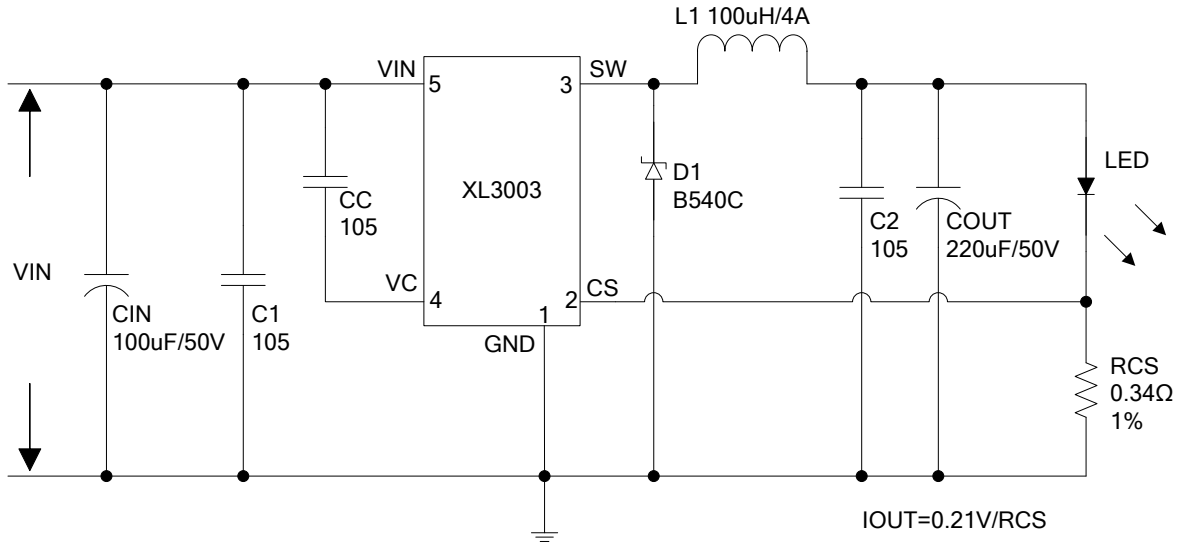 L1 100uH/4A
VIN
5
3
SW
XL3003
CC
105
D1
B540C
LED
C2
105
COUT
220uF/50V
VIN
VC
4
2
CS
1
GND
CIN
100uF/50V
C1
105
RCS
0.34Ω
1%
IOUT=0.21V/RCS